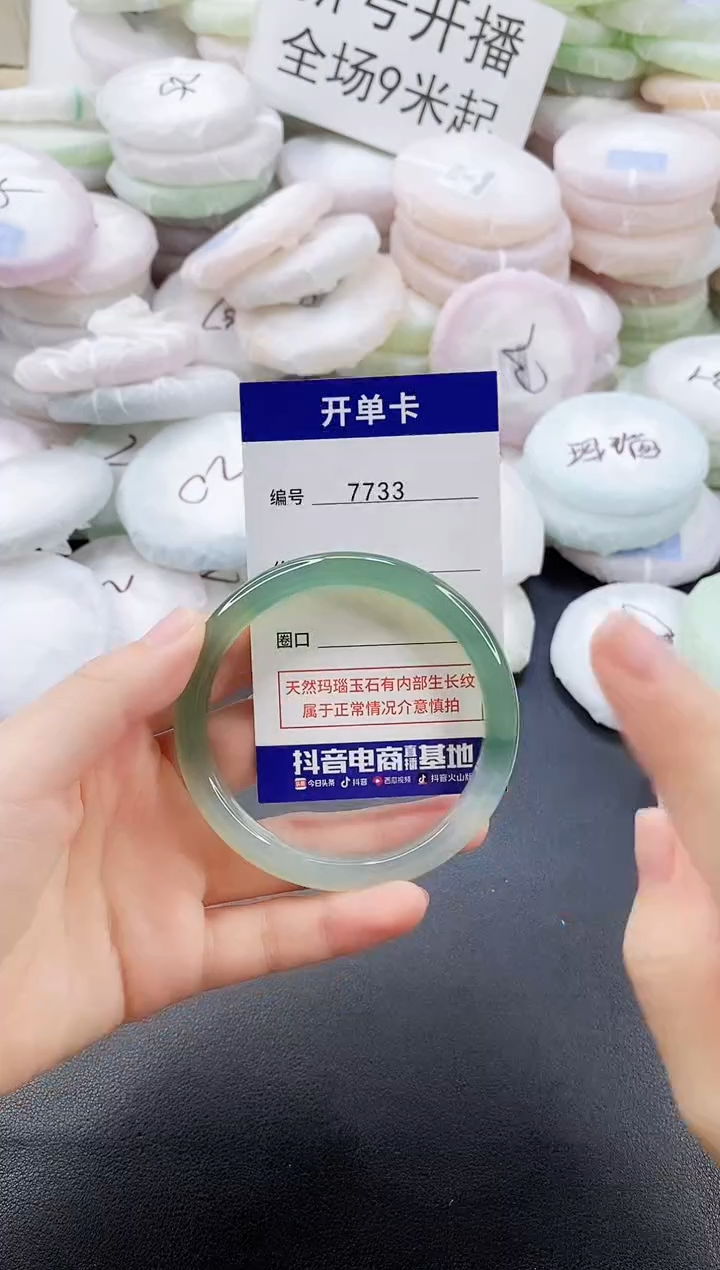 新号开播
全场9米起
开单卡
编号 7733
圈口
天然玛瑙玉石有内部生长纹
属于正常情况介意慎拍
抖音电商直播基地
今日头条 抖音 西瓜视频 抖音火山版
玛瑙